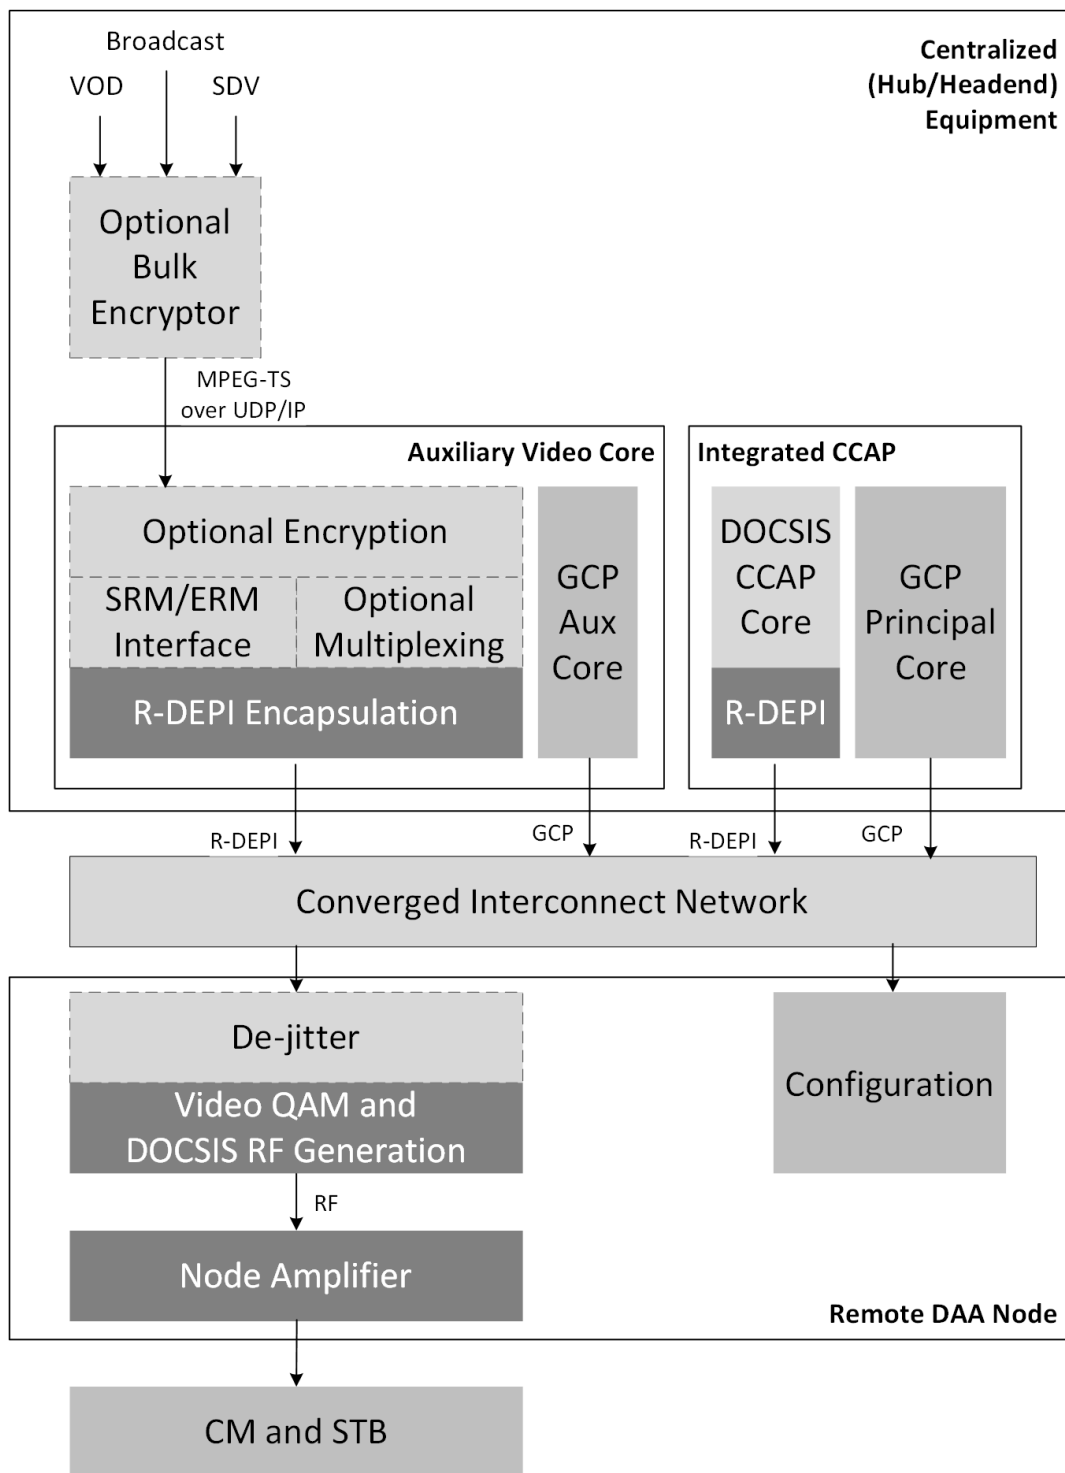 Broadcast
VOD
SDV
Centralized
(Hub/Headend)
Equipment
Optional
Bulk
Encryptor
MPEG-TS
over UDP/IP
Auxiliary Video Core
Integrated CCAP
Optional Encryption
SRM/ERM
Interface
Optional
Multiplexing
R-DEPI Encapsulation
GCP
Aux
Core
DOCSIS
CCAP
Core
R-DEPI
GCP
Principal
Core
R-DEPI
GCP
R-DEPI
GCP
Converged Interconnect Network
De-jitter
Video QAM and
DOCSIS RF Generation
Configuration
RF
Node Amplifier
Remote DAA Node
CM and STB